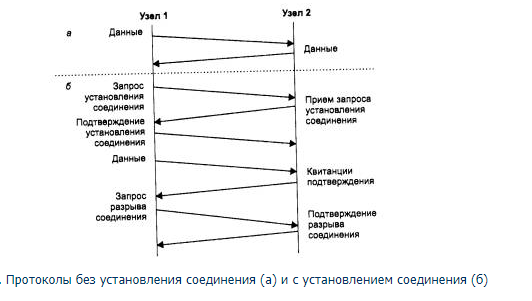 Узел 1
Узел 2
а
Данные
Данные
б
Запрос
установления
соединения
Прием запроса
установления
соединения
Подтверждение
установления
соединения
Данные
Квитанции
подтверждения
Запрос
разрыва
соединения
Подтверждение
разрыва
соединения
. Протоколы без установления соединения (а) и с установлением соединения (б)